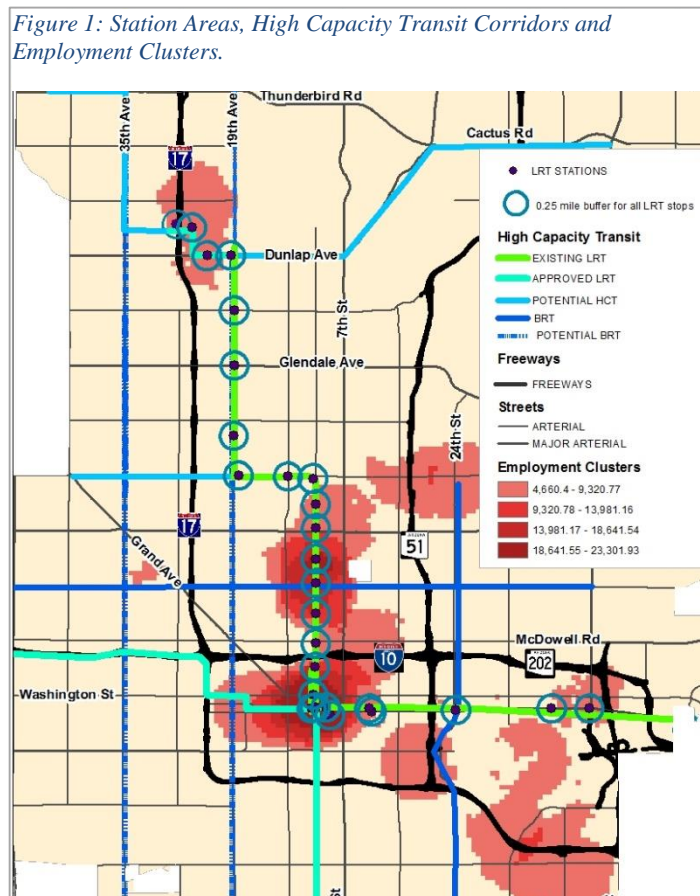 Figure 1: Station Areas, High Capacity Transit Corridors and
Employment Clusters.
Thunderbird Rd
35th Ave
19th Ave
Cactus Rd
17
LRT STATIONS
0.25 mile buffer for all LRT stops
High Capacity Transit
EXISTING LRT
APPROVED LRT
POTENTIAL HCT
BRT
POTENTIAL BRT
Freeways
FREEWAYS
Streets
ARTERIAL
MAJOR ARTERIAL
Employment Clusters
4,660.4 - 9,320.77
9,320.78 - 13,981.16
13,981.17 - 18,641.54
18,641.55 - 23,301.93
Dunlap Ave
7th St
Glendale Ave
24th St
17
51
Grand Ave
McDowell Rd
10
202
Washington St
St